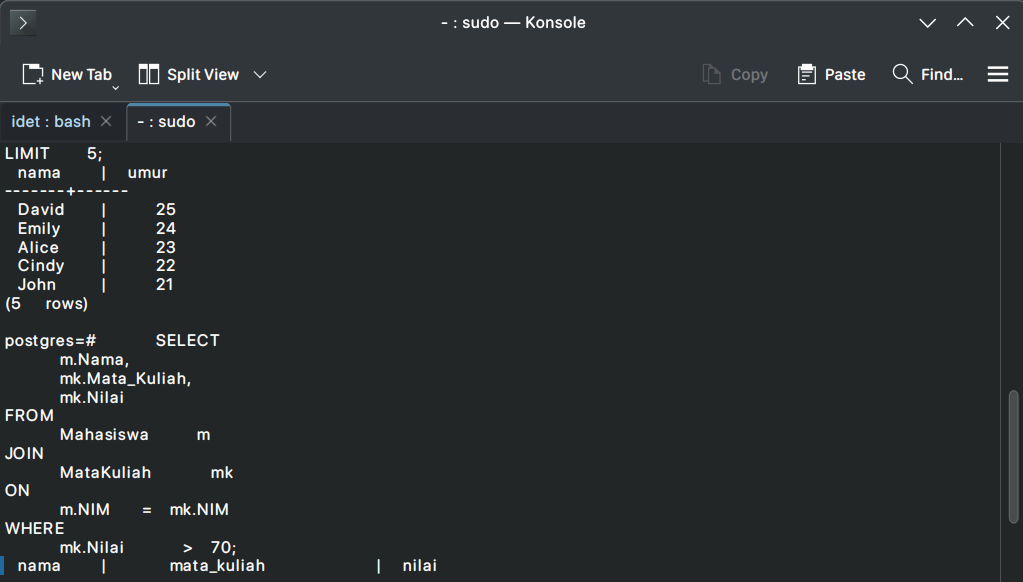 - : sudo — Konsole
New Tab Split View Copy Paste Find...
idet : bash - : sudo
LIMIT 5;
nama | umur
-------+------
David | 25
Emily | 24
Alice | 23
Cindy | 22
John | 21
(5 rows)
postgres=# SELECT
m.Nama,
mk.Mata_Kuliah,
mk.Nilai
FROM
Mahasiswa m
JOIN
MataKuliah mk
ON
m.NIM = mk.NIM
WHERE
mk.Nilai > 70;
nama | mata_kuliah | nilai